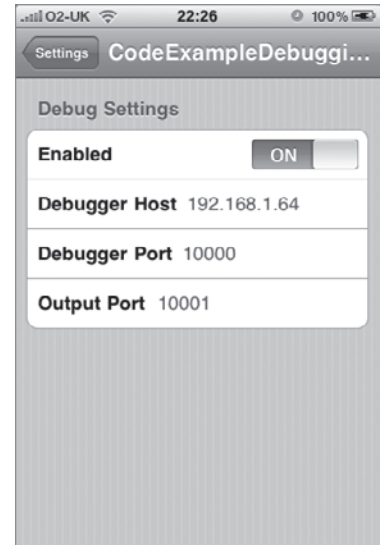 O2-UK 22:26 100%
Settings CodeExampleDebuggi...
Debug Settings
Enabled ON
Debugger Host 192.168.1.64
Debugger Port 10000
Output Port 10001